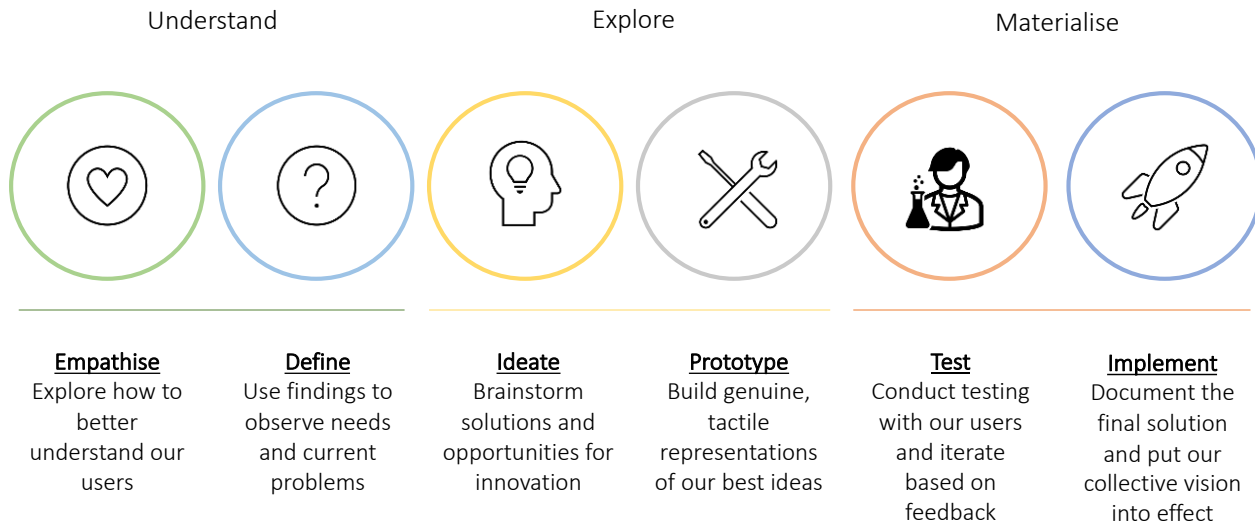 Understand
Explore
Materialise
Empathise
Explore how to
better
understand our
users
Define
Use findings to
observe needs
and current
problems
Ideate
Brainstorm
solutions and
opportunities for
innovation
Prototype
Build genuine,
tactile
representations
of our best ideas
Test
Conduct testing
with our users
and iterate
based on
feedback
Implement
Document the
final solution
and put our
collective vision
into effect